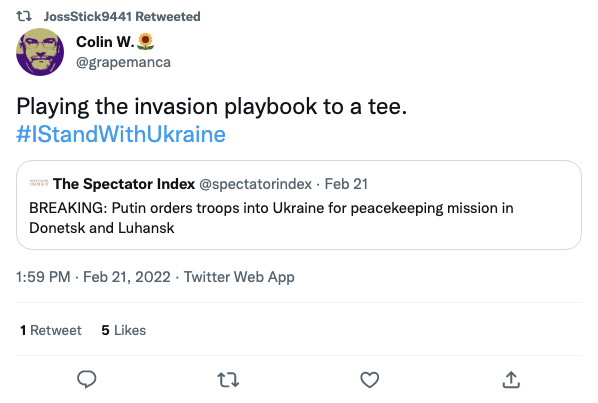 JossStick9441 Retweeted
Colin W.🌻
@grapemanca
Playing the invasion playbook to a tee.
#IStandWithUkraine
The Spectator Index @spectatorindex · Feb 21
BREAKING: Putin orders troops into Ukraine for peacekeeping mission in
Donetsk and Luhansk
1:59 PM · Feb 21, 2022 · Twitter Web App
1 Retweet 5 Likes